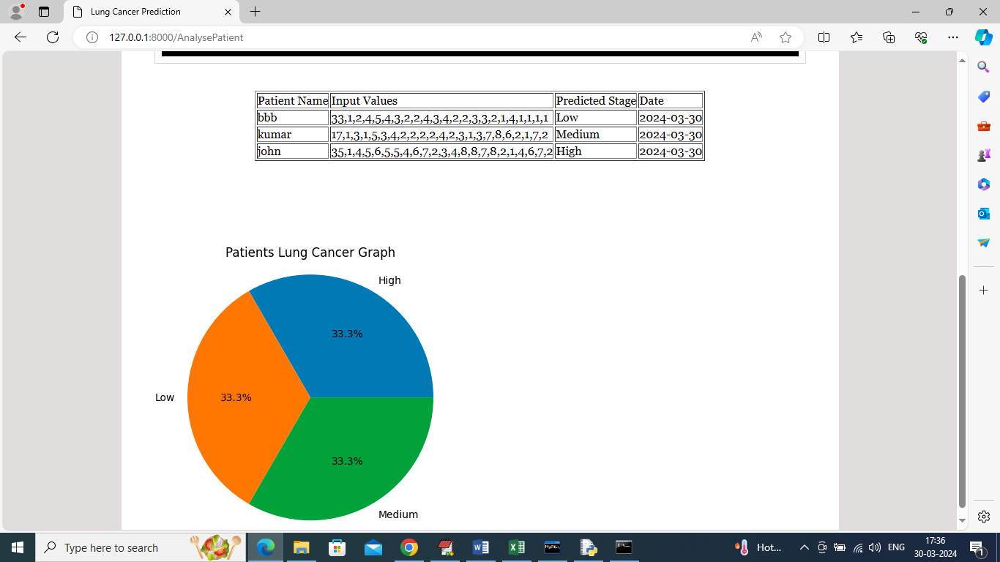 Lung Cancer Prediction
127.0.0.1:8000/AnalysePatient
Patient Name Input Values Predicted Stage Date
bbb 33,1,2,4,5,4,3,2,2,4,3,4,2,2,3,3,2,1,4,1,1,1,1 Low 2024-03-30
kumar 17,1,3,1,5,3,4,2,2,2,2,4,2,3,1,3,7,8,6,2,1,7,2 Medium 2024-03-30
john 35,1,4,5,6,5,5,4,6,7,2,3,4,8,8,7,8,2,1,4,6,7,2 High 2024-03-30
Patients Lung Cancer Graph
High
33.3%
Low 33.3%
33.3%
Medium
Type here to search
Hot...
ENG
17:36
30-03-2024
1